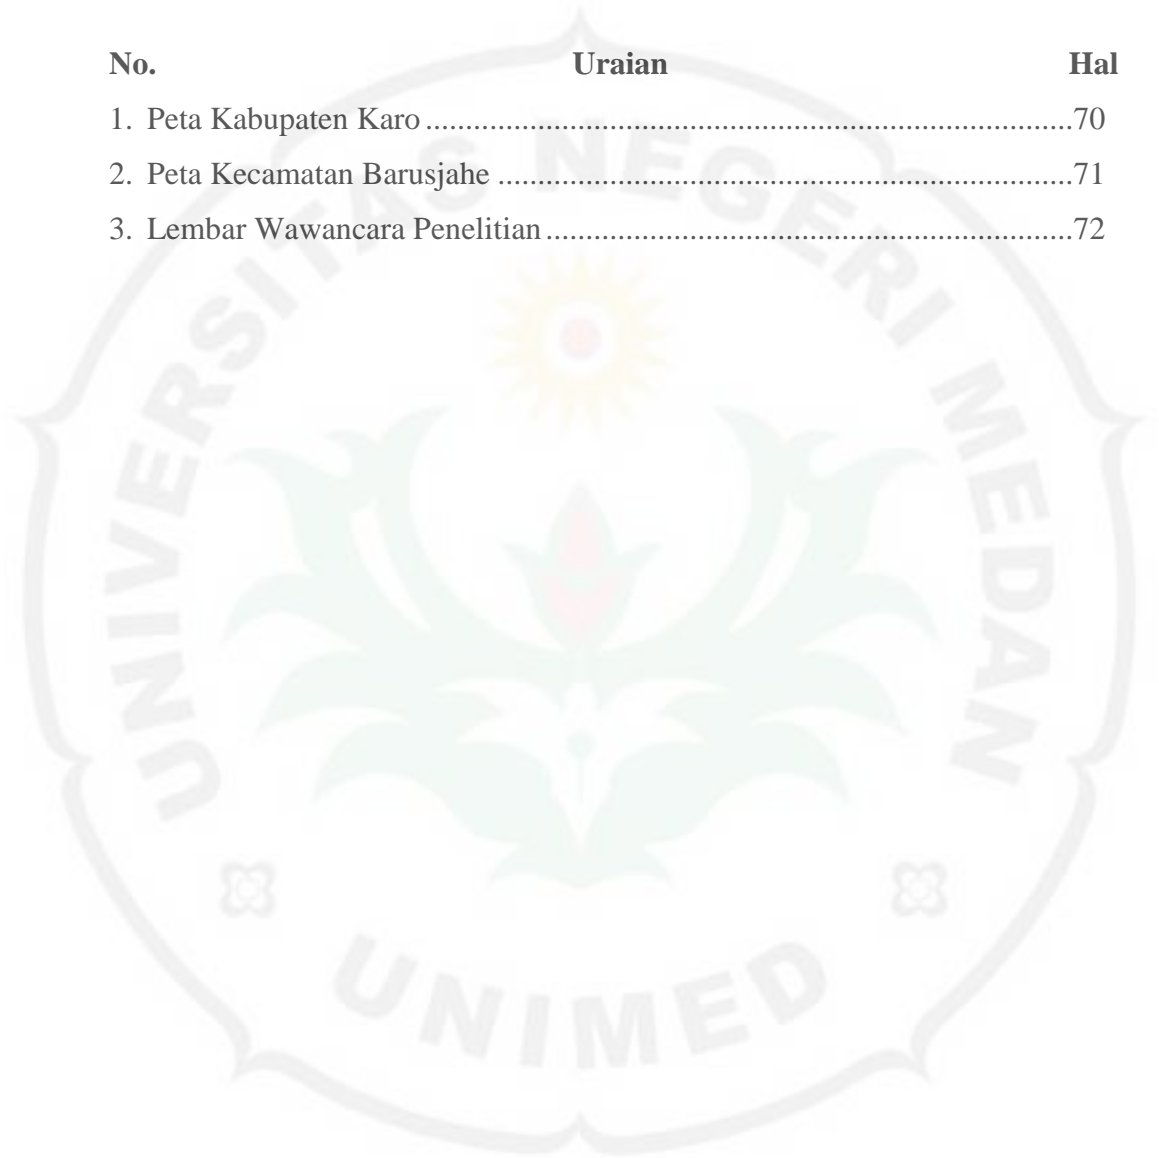 No. Uraian Hal
1. Peta Kabupaten Karo ........................................................................70
2. Peta Kecamatan Barusjahe ................................................................71
3. Lembar Wawancara Penelitian ..........................................................72
UNIVERSITAS NEGERI MEDAN
UNIMED